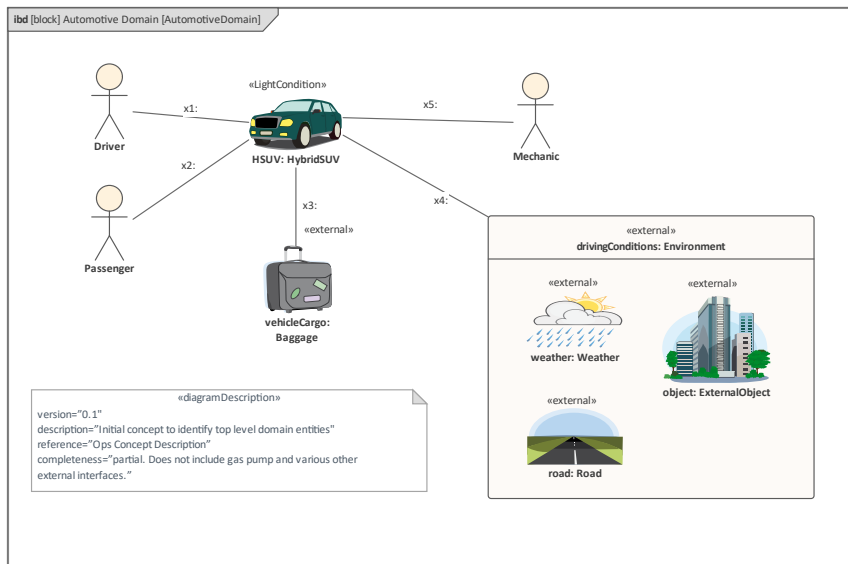 ibd [block] Automotive Domain [AutomotiveDomain]
«LightCondition»
x1:
x5:
Driver
HSUV: HybridSUV
Mechanic
x2:
x3:
x4:
Passenger
«external»
vehicleCargo:
Baggage
«external»
drivingConditions: Environment
«external»
weather: Weather
«external»
object: ExternalObject
«external»
road: Road
«diagramDescription»
version="0.1"
description="Initial concept to identify top level domain entities"
reference="Ops Concept Description"
completeness="partial. Does not include gas pump and various other
external interfaces."